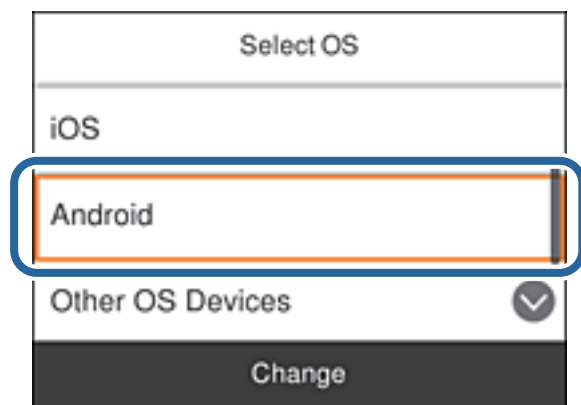 Select OS
iOS
Android
Other OS Devices
Change